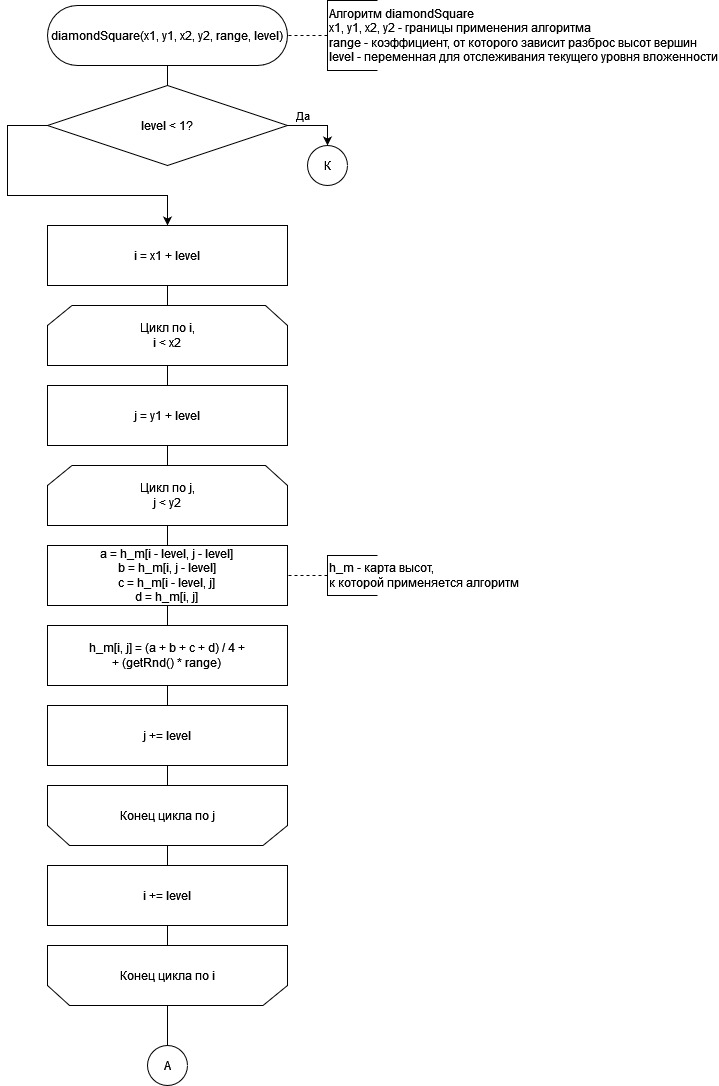 diamondSquare(x1, y1, x2, y2, range, level)
Алгоритм diamondSquare
x1, y1, x2, y2 - границы применения алгоритма
range - коэффициент, от которого зависит разброс высот вершин
level - переменная для отслеживания текущего уровня вложенности
level < 1?
Да
К
i = x1 + level
Цикл по i,
i < x2
j = y1 + level
Цикл по j,
j < y2
a = h_m[i - level, j - level]
b = h_m[i, j - level]
c = h_m[i - level, j]
d = h_m[i, j]
h_m - карта высот,
к которой применяется алгоритм
h_m[i, j] = (a + b + c + d) / 4 +
+ (getRnd() * range)
j += level
Конец цикла по j
i += level
Конец цикла по i
А